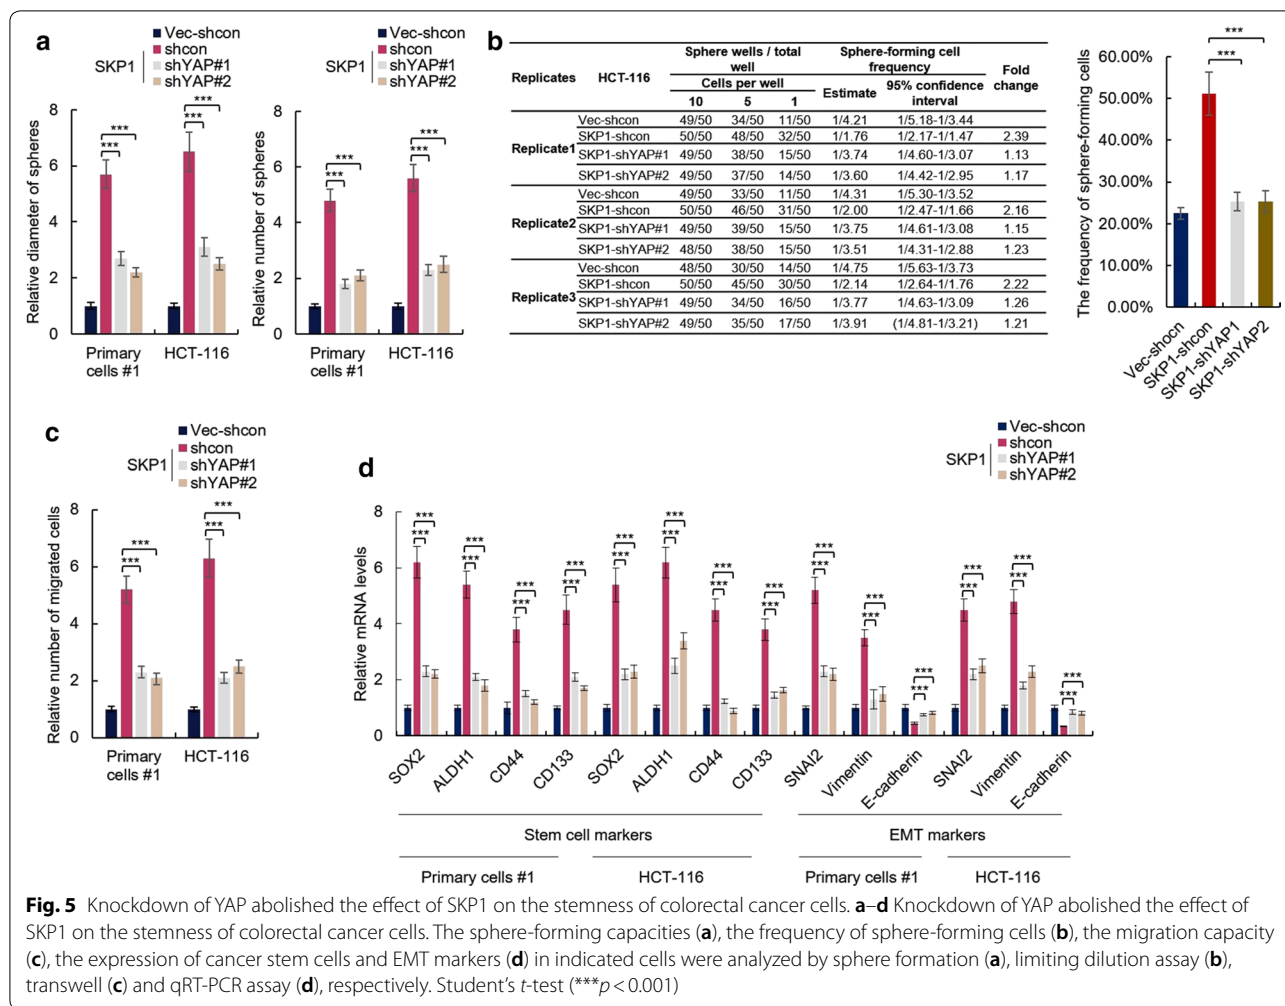 a
Vec-shcon
shcon
shYAP#1
shYAP#2
SKP1
Relative diameter of spheres
8
6
4
2
0
***
***
***
***
Primary cells #1
HCT-116
Vec-shcon
shcon
shYAP#1
shYAP#2
SKP1
Relative number of spheres
8
6
4
2
0
***
***
***
***
Primary cells #1
HCT-116
b
Replicates HCT-116 Sphere wells / total well Sphere-forming cell frequency Fold change
Cells per well Estimate 95% confidence interval
10 5 1
Replicate1
Vec-shcon 49/50 34/50 11/50 1/4.21 1/5.18-1/3.44
SKP1-shcon 50/50 48/50 32/50 1/1.76 1/2.17-1/1.47 2.39
SKP1-shYAP#1 49/50 38/50 15/50 1/3.74 1/4.60-1/3.07 1.13
SKP1-shYAP#2 49/50 37/50 14/50 1/3.60 1/4.42-1/2.95 1.17
Replicate2
Vec-shcon 49/50 33/50 11/50 1/4.31 1/5.30-1/3.52
SKP1-shcon 50/50 46/50 31/50 1/2.00 1/2.47-1/1.66 2.16
SKP1-shYAP#1 49/50 39/50 15/50 1/3.75 1/4.61-1/3.08 1.15
SKP1-shYAP#2 48/50 38/50 15/50 1/3.51 1/4.31-1/2.88 1.23
Replicate3
Vec-shcon 48/50 30/50 14/50 1/4.75 1/5.63-1/3.73
SKP1-shcon 50/50 45/50 30/50 1/2.14 1/2.64-1/1.76 2.22
SKP1-shYAP#1 49/50 34/50 16/50 1/3.77 1/4.63-1/3.09 1.26
SKP1-shYAP#2 49/50 35/50 17/50 1/3.91 (1/4.81-1/3.21) 1.21
The frequency of sphere-forming cells
60.00%
50.00%
40.00%
30.00%
20.00%
10.00%
0.00%
***
***
Vec-shocn
SKP1-shcon
SKP1-shYAP1
SKP1-shYAP2
c
Vec-shcon
shcon
shYAP#1
shYAP#2
SKP1
Relative number of migrated cells
8
6
4
2
0
***
***
***
***
Primary cells #1
HCT-116
d
Vec-shcon
shcon
shYAP#1
shYAP#2
SKP1
Relative mRNA levels
8
6
4
2
0
*** *** *** *** *** *** *** *** *** *** *** *** *** ***
*** *** *** *** *** *** *** *** *** *** *** *** *** ***
SOX2 ALDH1 CD44 CD133 SOX2 ALDH1 CD44 CD133 SNAI2 Vimentin E-cadherin SNAI2 Vimentin E-cadherin
Stem cell markers EMT markers
Primary cells #1 HCT-116 Primary cells #1 HCT-116
Fig. 5 Knockdown of YAP abolished the effect of SKP1 on the stemness of colorectal cancer cells. a–d Knockdown of YAP abolished the effect of
SKP1 on the stemness of colorectal cancer cells. The sphere-forming capacities (a), the frequency of sphere-forming cells (b), the migration capacity
(c), the expression of cancer stem cells and EMT markers (d) in indicated cells were analyzed by sphere formation (a), limiting dilution assay (b),
transwell (c) and qRT-PCR assay (d), respectively. Student's t-test (***p < 0.001)